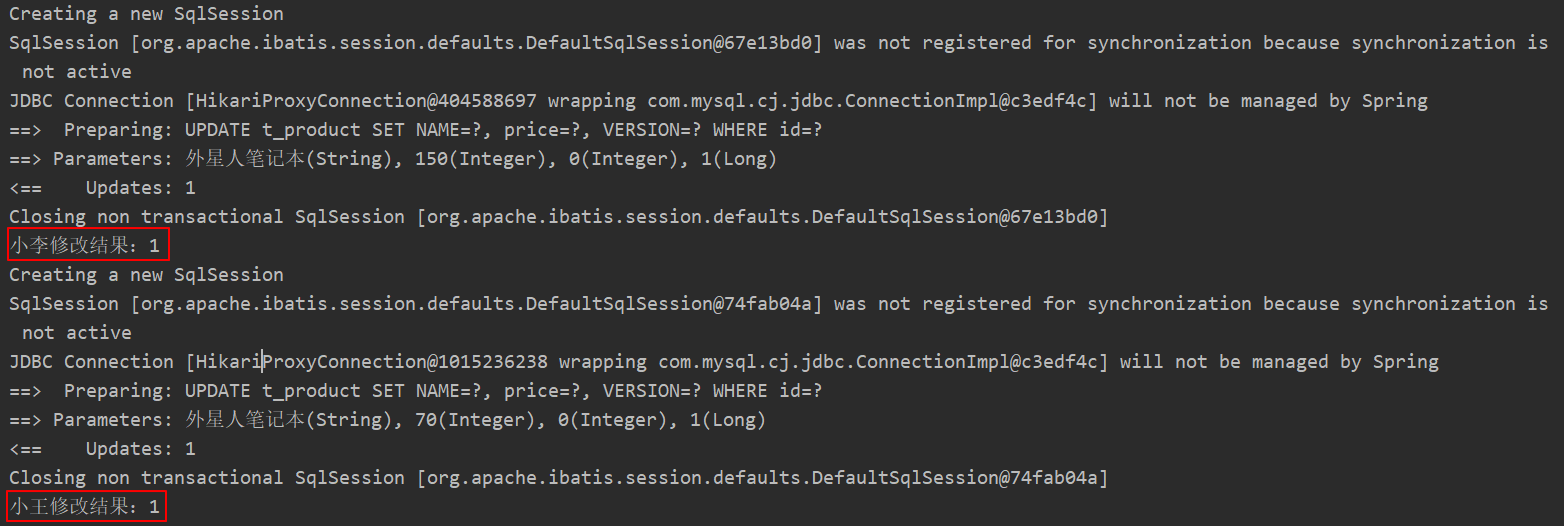 Creating a new SqlSession
SqlSession [org.apache.ibatis.session.defaults.DefaultSqlSession@67e13bd0] was not registered for synchronization because synchronization is
not active
JDBC Connection [HikariProxyConnection@404588697 wrapping com.mysql.cj.jdbc.ConnectionImpl@c3edf4c] will not be managed by Spring
==>  Preparing: UPDATE t_product SET NAME=?, price=?, VERSION=? WHERE id=?
==> Parameters: 外星人笔记本(String), 150(Integer), 0(Integer), 1(Long)
<==    Updates: 1
Closing non transactional SqlSession [org.apache.ibatis.session.defaults.DefaultSqlSession@67e13bd0]
小李修改结果：1
Creating a new SqlSession
SqlSession [org.apache.ibatis.session.defaults.DefaultSqlSession@74fab04a] was not registered for synchronization because synchronization is
not active
JDBC Connection [HikariProxyConnection@1015236238 wrapping com.mysql.cj.jdbc.ConnectionImpl@c3edf4c] will not be managed by Spring
==>  Preparing: UPDATE t_product SET NAME=?, price=?, VERSION=? WHERE id=?
==> Parameters: 外星人笔记本(String), 70(Integer), 0(Integer), 1(Long)
<==    Updates: 1
Closing non transactional SqlSession [org.apache.ibatis.session.defaults.DefaultSqlSession@74fab04a]
小王修改结果：1